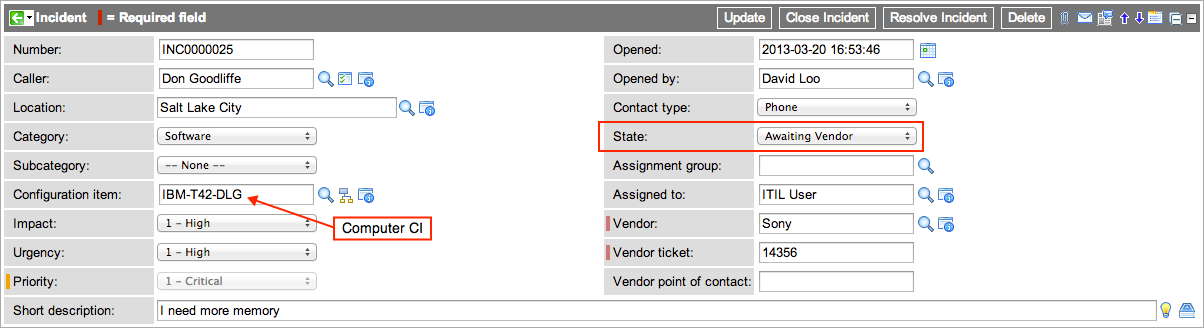 Incident = Required field Update Close Incident Resolve Incident Delete
Number: INC0000025 Opened: 2013-03-20 16:53:46
Caller: Don Goodliffe Opened by: David Loo
Location: Salt Lake City Contact type: Phone
Category: Software State: Awaiting Vendor
Subcategory: -- None -- Assignment group:
Configuration item: IBM-T42-DLG Assigned to: ITIL User
Impact: 1 - High Computer CI Vendor: Sony
Urgency: 1 - High Vendor ticket: 14356
Priority: 1 - Critical Vendor point of contact:
Short description: I need more memory